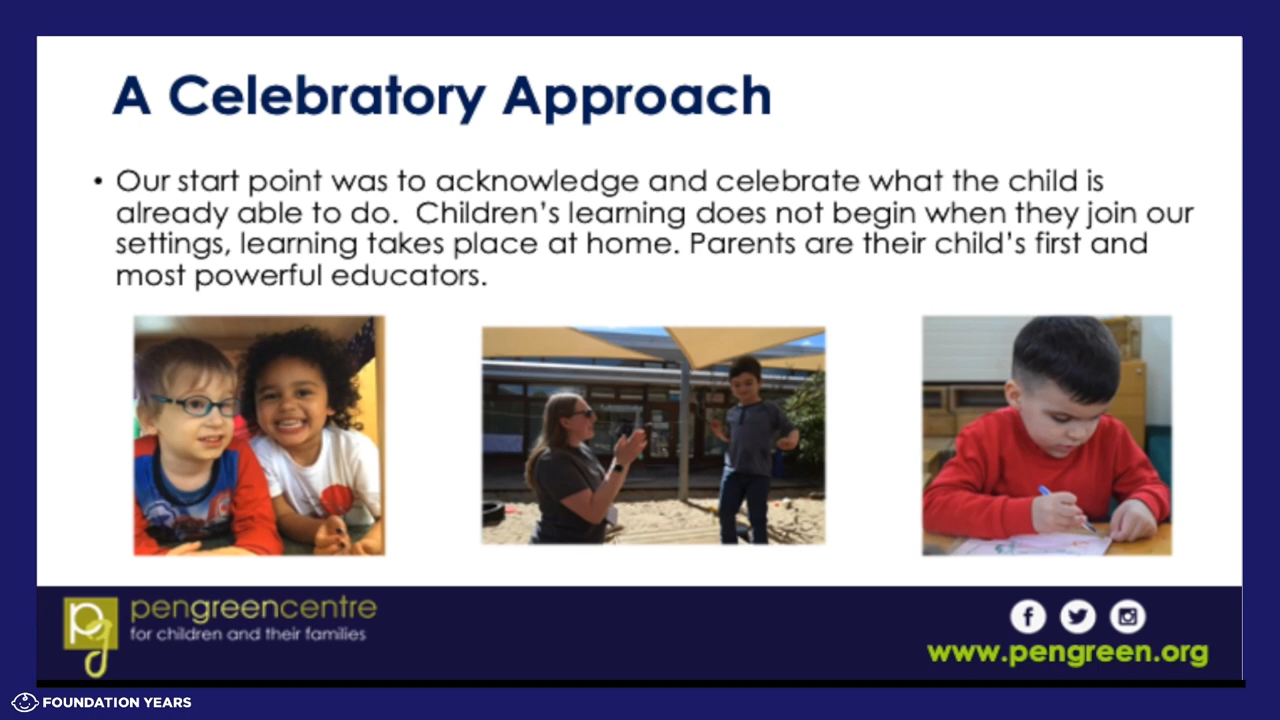 A Celebratory Approach
• Our start point was to acknowledge and celebrate what the child is
already able to do.  Children’s learning does not begin when they join our
settings, learning takes place at home. Parents are their child’s first and
most powerful educators.
pg
pengreencentre
for children and their families
www.pengreen.org
FOUNDATION YEARS